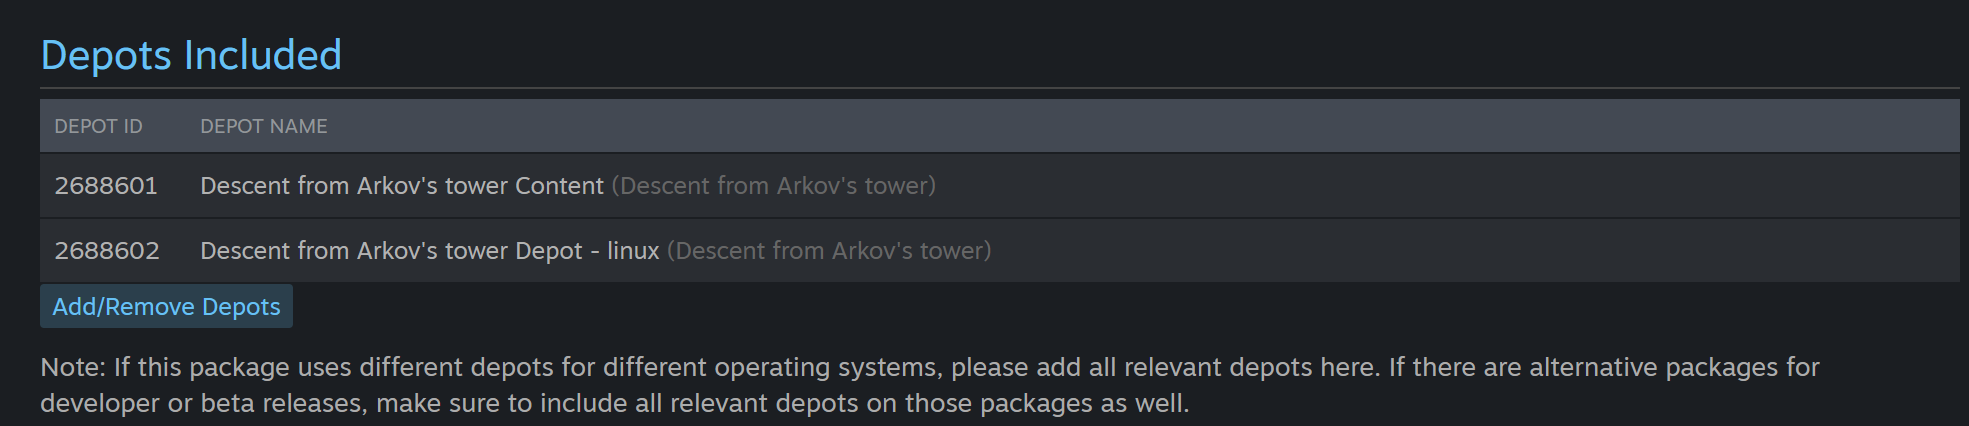 Depots Included
DEPOT ID DEPOT NAME
2688601 Descent from Arkov's tower Content (Descent from Arkov's tower)
2688602 Descent from Arkov's tower Depot - linux (Descent from Arkov's tower)
Add/Remove Depots
Note: If this package uses different depots for different operating systems, please add all relevant depots here. If there are alternative packages for
developer or beta releases, make sure to include all relevant depots on those packages as well.